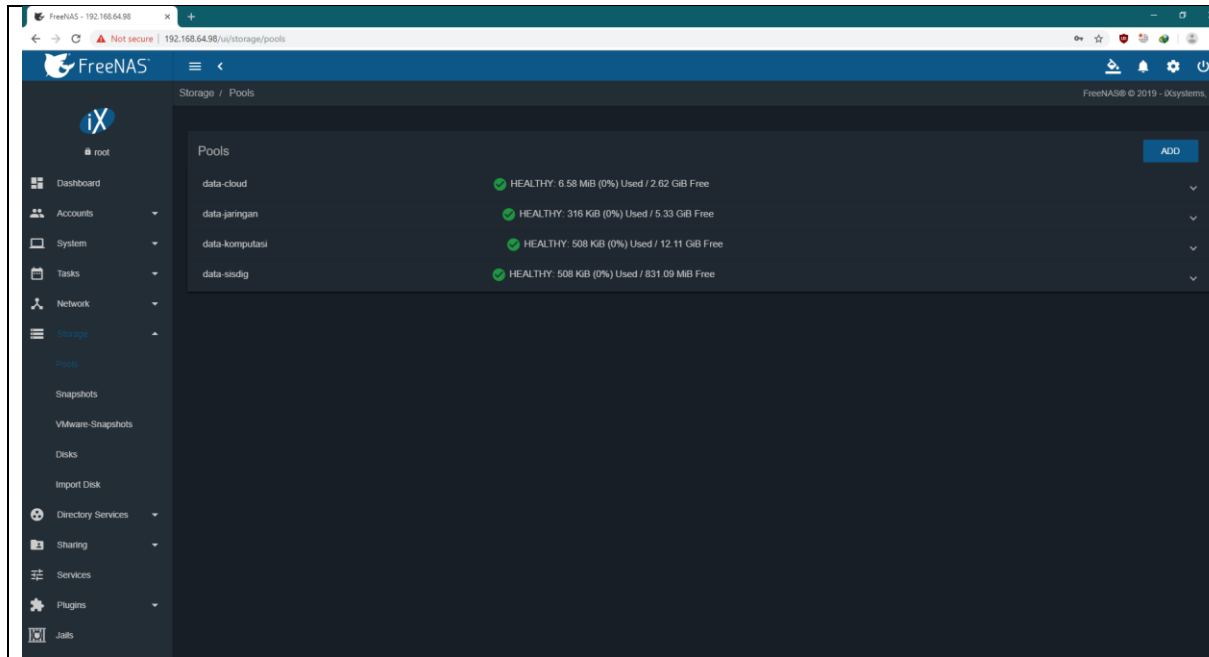 FreeNAS - 192.168.64.98
Not secure | 192.168.64.98/ui/storage/pools
FreeNAS
Storage / Pools
FreeNAS® © 2019 - iXsystems,
iX
root
Pools
ADD
Dashboard
data-cloud
HEALTHY: 6.58 MiB (0%) Used / 2.62 GiB Free
Accounts
data-jaringan
HEALTHY: 316 KiB (0%) Used / 5.33 GiB Free
System
data-komputasi
HEALTHY: 508 KiB (0%) Used / 12.11 GiB Free
Tasks
data-sisdig
HEALTHY: 508 KiB (0%) Used / 831.09 MiB Free
Network
Storage
Pools
Snapshots
VMware-Snapshots
Disks
Import Disk
Directory Services
Sharing
Services
Plugins
Jails